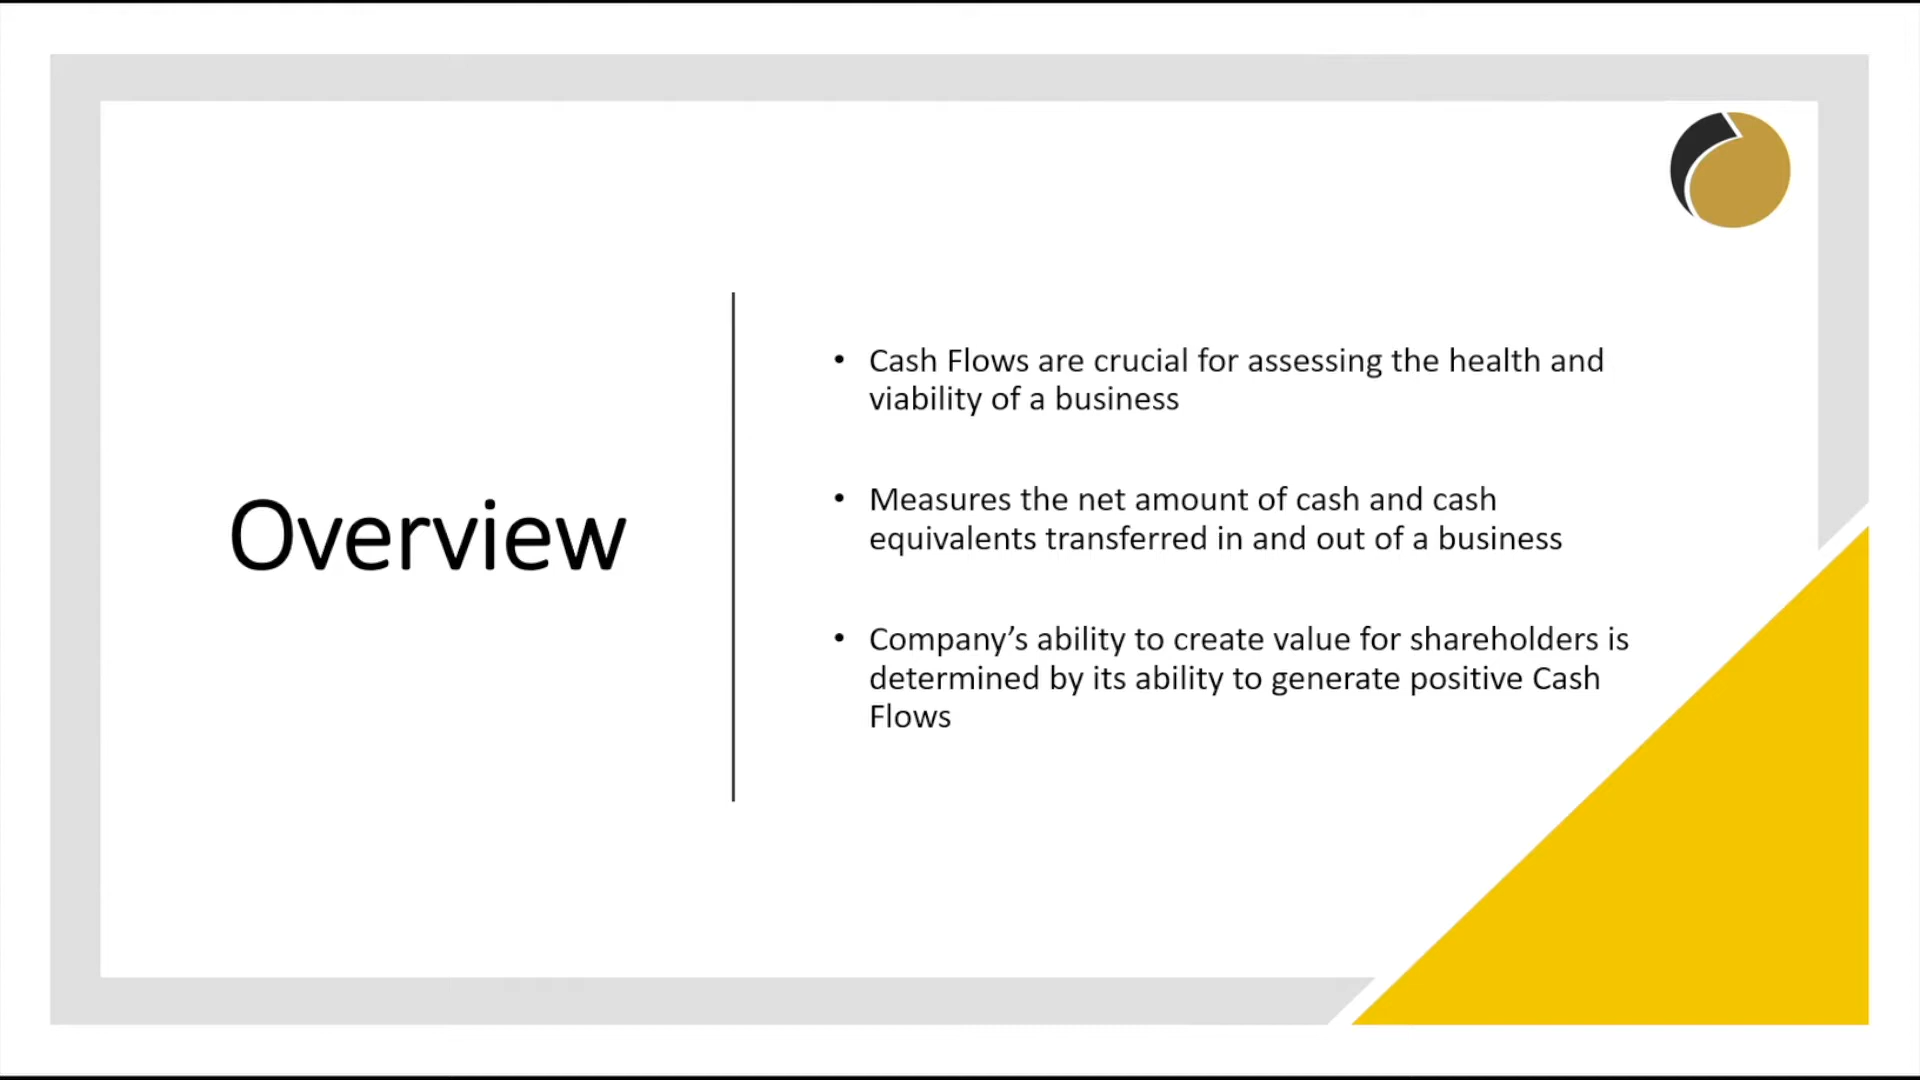 Overview
• Cash Flows are crucial for assessing the health and
viability of a business
• Measures the net amount of cash and cash
equivalents transferred in and out of a business
• Company’s ability to create value for shareholders is
determined by its ability to generate positive Cash
Flows